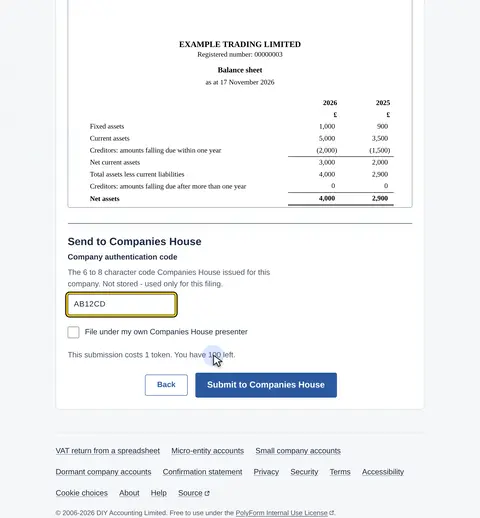 EXAMPLE TRADING LIMITED
Registered number: 00000003
Balance sheet
as at 17 November 2026
2026 2025
£ £
Fixed assets 1,000 900
Current assets 5,000 3,500
Creditors: amounts falling due within one year (2,000) (1,500)
Net current assets 3,000 2,000
Total assets less current liabilities 4,000 2,900
Creditors: amounts falling due after more than one year 0 0
Net assets 4,000 2,900
Send to Companies House
Company authentication code
The 6 to 8 character code Companies House issued for this
company. Not stored - used only for this filing.
AB12CD
File under my own Companies House presenter
This submission costs 1 token. You have 100 left.
Back Submit to Companies House
VAT return from a spreadsheet Micro-entity accounts Small company accounts
Dormant company accounts Confirmation statement Privacy Security Terms Accessibility
Cookie choices About Help Source
© 2006-2026 DIY Accounting Limited. Free to use under the PolyForm Internal Use License.